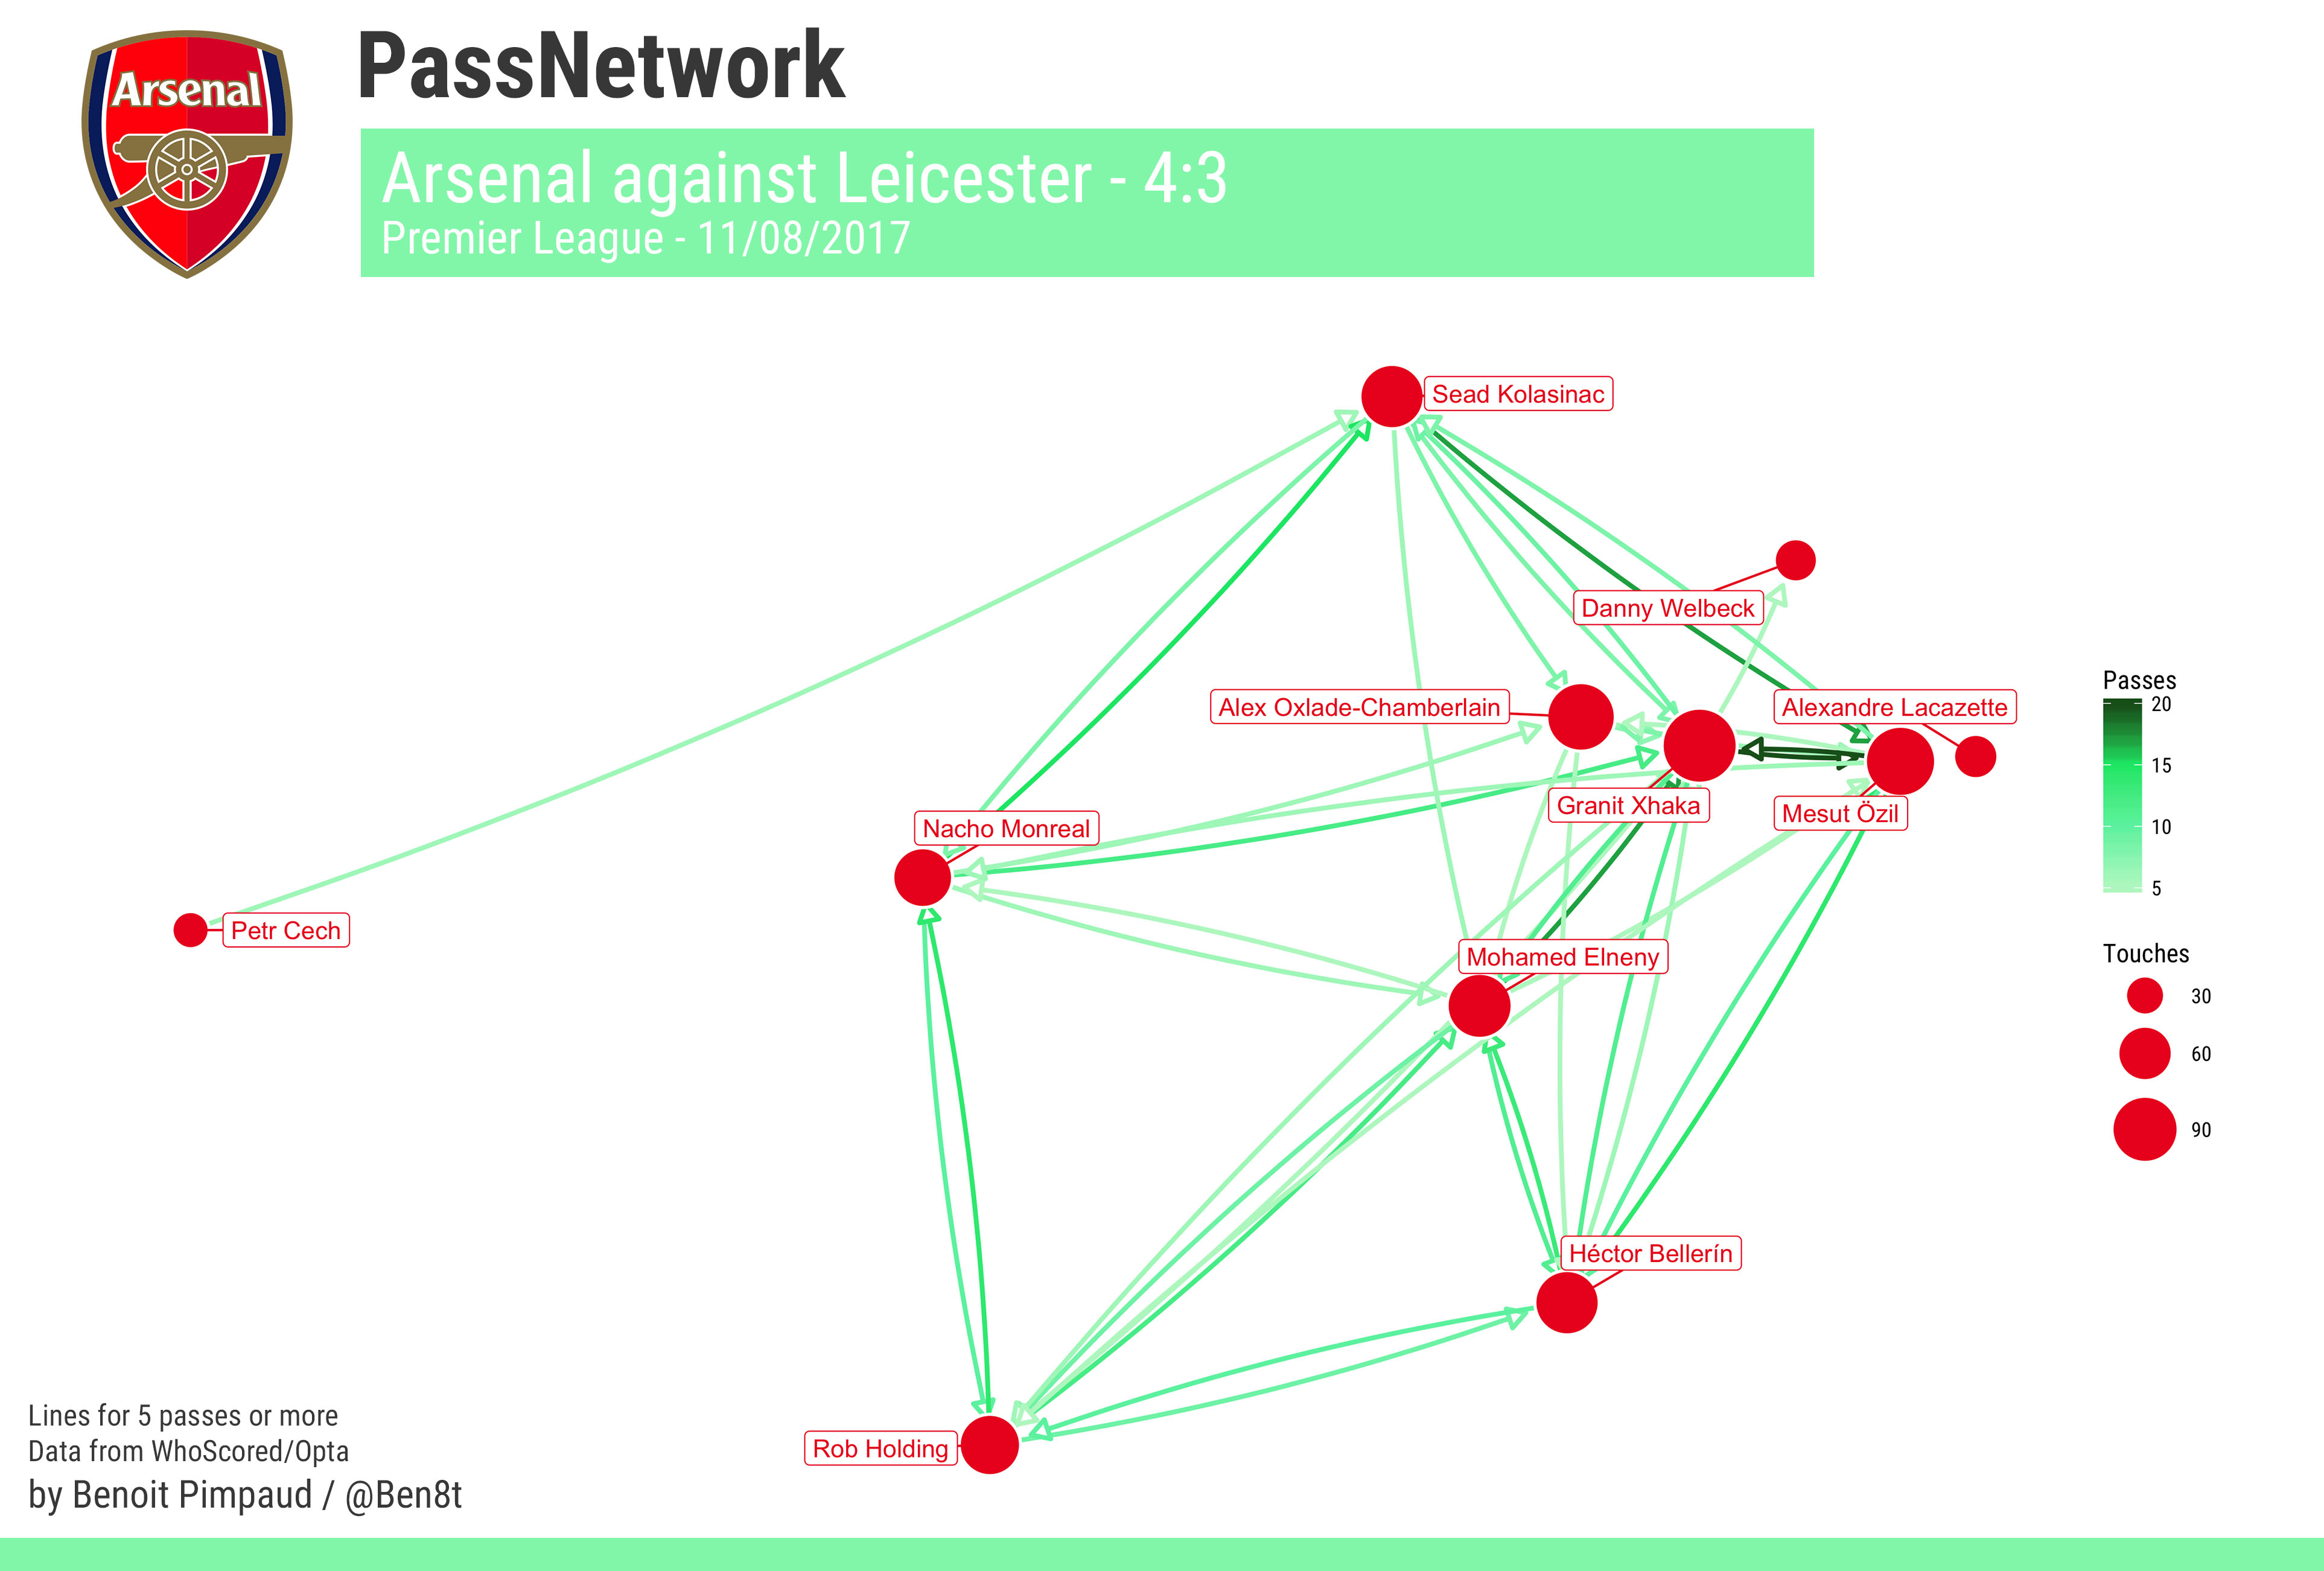 Arsenal
PassNetwork
Arsenal against Leicester - 4:3
Premier League - 11/08/2017
Sead Kolasinac
Danny Welbeck
Alex Oxlade-Chamberlain
Alexandre Lacazette
Granit Xhaka
Mesut Özil
Nacho Monreal
Petr Cech
Mohamed Elneny
Héctor Bellerín
Rob Holding
Passes
20
15
10
5
Touches
30
60
90
Lines for 5 passes or more
Data from WhoScored/Opta
by Benoit Pimpaud / @Ben8t